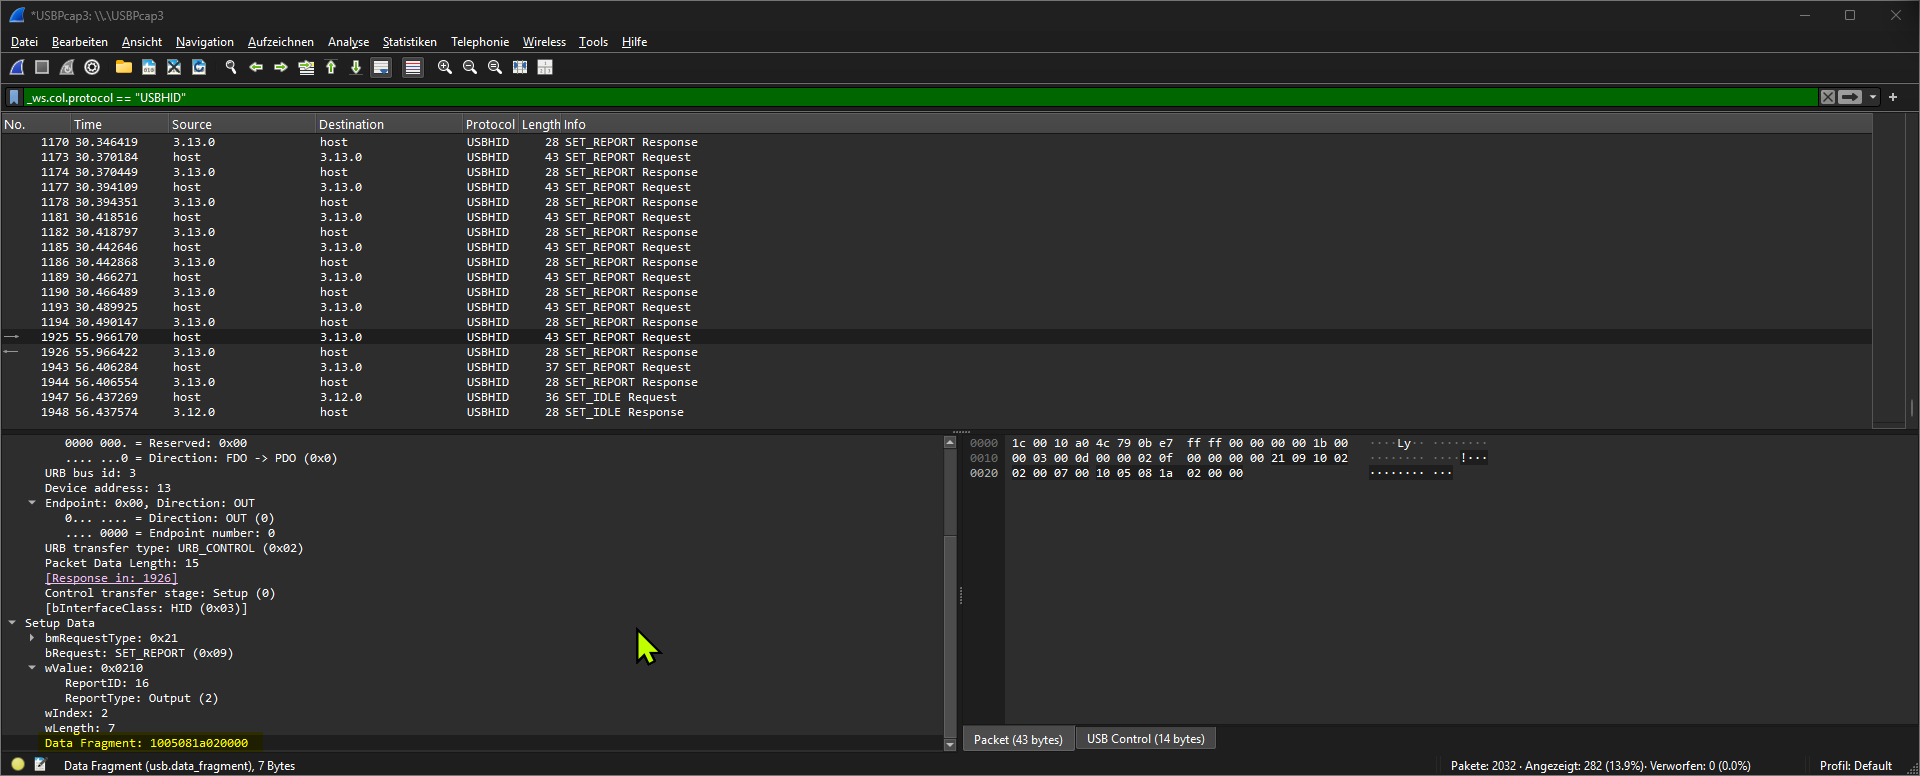 *USBPcap3: \\.\USBPcap3
Datei Bearbeiten Ansicht Navigation Aufzeichnen Analyse Statistiken Telephonie Wireless Tools Hilfe
_ws.col.protocol == "USBHID"
No. Time Source Destination Protocol Length Info
1170 30.346419 3.13.0 host USBHID 28 SET_REPORT Response
1173 30.370184 host 3.13.0 USBHID 43 SET_REPORT Request
1174 30.370449 3.13.0 host USBHID 28 SET_REPORT Response
1177 30.394109 host 3.13.0 USBHID 43 SET_REPORT Request
1178 30.394351 3.13.0 host USBHID 28 SET_REPORT Response
1181 30.418516 host 3.13.0 USBHID 43 SET_REPORT Request
1182 30.418797 3.13.0 host USBHID 28 SET_REPORT Response
1185 30.442646 host 3.13.0 USBHID 43 SET_REPORT Request
1186 30.442868 3.13.0 host USBHID 28 SET_REPORT Response
1189 30.466271 host 3.13.0 USBHID 43 SET_REPORT Request
1190 30.466489 3.13.0 host USBHID 28 SET_REPORT Response
1193 30.489925 host 3.13.0 USBHID 43 SET_REPORT Request
1194 30.490147 3.13.0 host USBHID 28 SET_REPORT Response
1925 55.966170 host 3.13.0 USBHID 43 SET_REPORT Request
1926 55.966422 3.13.0 host USBHID 28 SET_REPORT Response
1943 56.406284 host 3.13.0 USBHID 37 SET_REPORT Request
1944 56.406554 3.13.0 host USBHID 28 SET_REPORT Response
1947 56.437269 host 3.12.0 USBHID 36 SET_IDLE Request
1948 56.437574 3.12.0 host USBHID 28 SET_IDLE Response
0000 000. = Reserved: 0x00
.... ...0 = Direction: FDO -> PDO (0x0)
URB bus id: 3
Device address: 13
Endpoint: 0x00, Direction: OUT
0... .... = Direction: OUT (0)
.... 0000 = Endpoint number: 0
URB transfer type: URB_CONTROL (0x02)
Packet Data Length: 15
[Response in: 1926]
Control transfer stage: Setup (0)
[bInterfaceClass: HID (0x03)]
Setup Data
bmRequestType: 0x21
bRequest: SET_REPORT (0x09)
wValue: 0x0210
ReportID: 16
ReportType: Output (2)
wIndex: 2
wLength: 7
Data Fragment: 1005081a020000
0000 1c 00 10 a0 4c 79 0b e7 ff ff 00 00 00 00 1b 00 ····Ly·· ········
0010 00 03 00 0d 00 00 02 0f 00 00 00 00 21 09 10 02 ········ ····!···
0020 02 00 07 00 10 05 08 1a 02 00 00 ········ ···
Packet (43 bytes) USB Control (14 bytes)
Data Fragment (usb.data_fragment), 7 Bytes
Pakete: 2032 · Angezeigt: 282 (13.9%) · Verworfen: 0 (0.0%)
Profil: Default